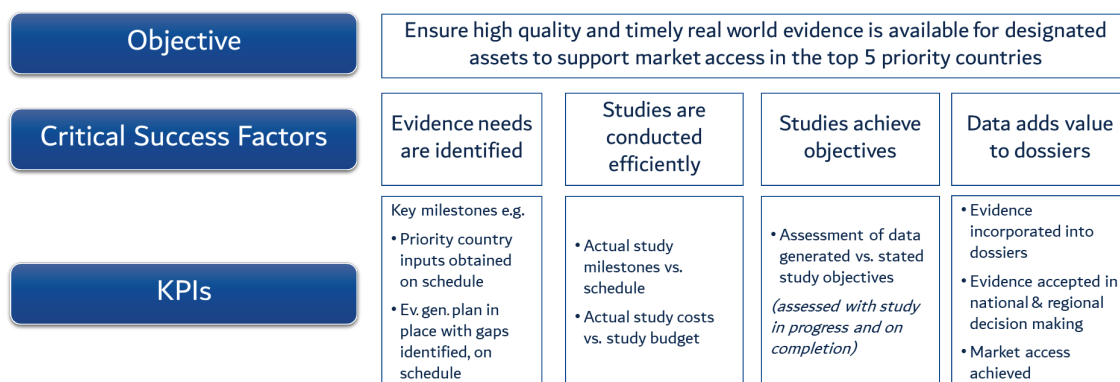 Objective
Ensure high quality and timely real world evidence is available for designated
assets to support market access in the top 5 priority countries
Critical Success Factors
Evidence needs
are identified
Studies are
conducted
efficiently
Studies achieve
objectives
Data adds value
to dossiers
KPIs
Key milestones e.g.
• Priority country
inputs obtained
on schedule
• Ev. gen. plan in
place with gaps
identified, on
schedule
• Actual study
milestones vs.
schedule
• Actual study costs
vs. study budget
• Assessment of data
generated vs. stated
study objectives
(assessed with study
in progress and on
completion)
• Evidence
incorporated into
dossiers
• Evidence accepted in
national & regional
decision making
• Market access
achieved